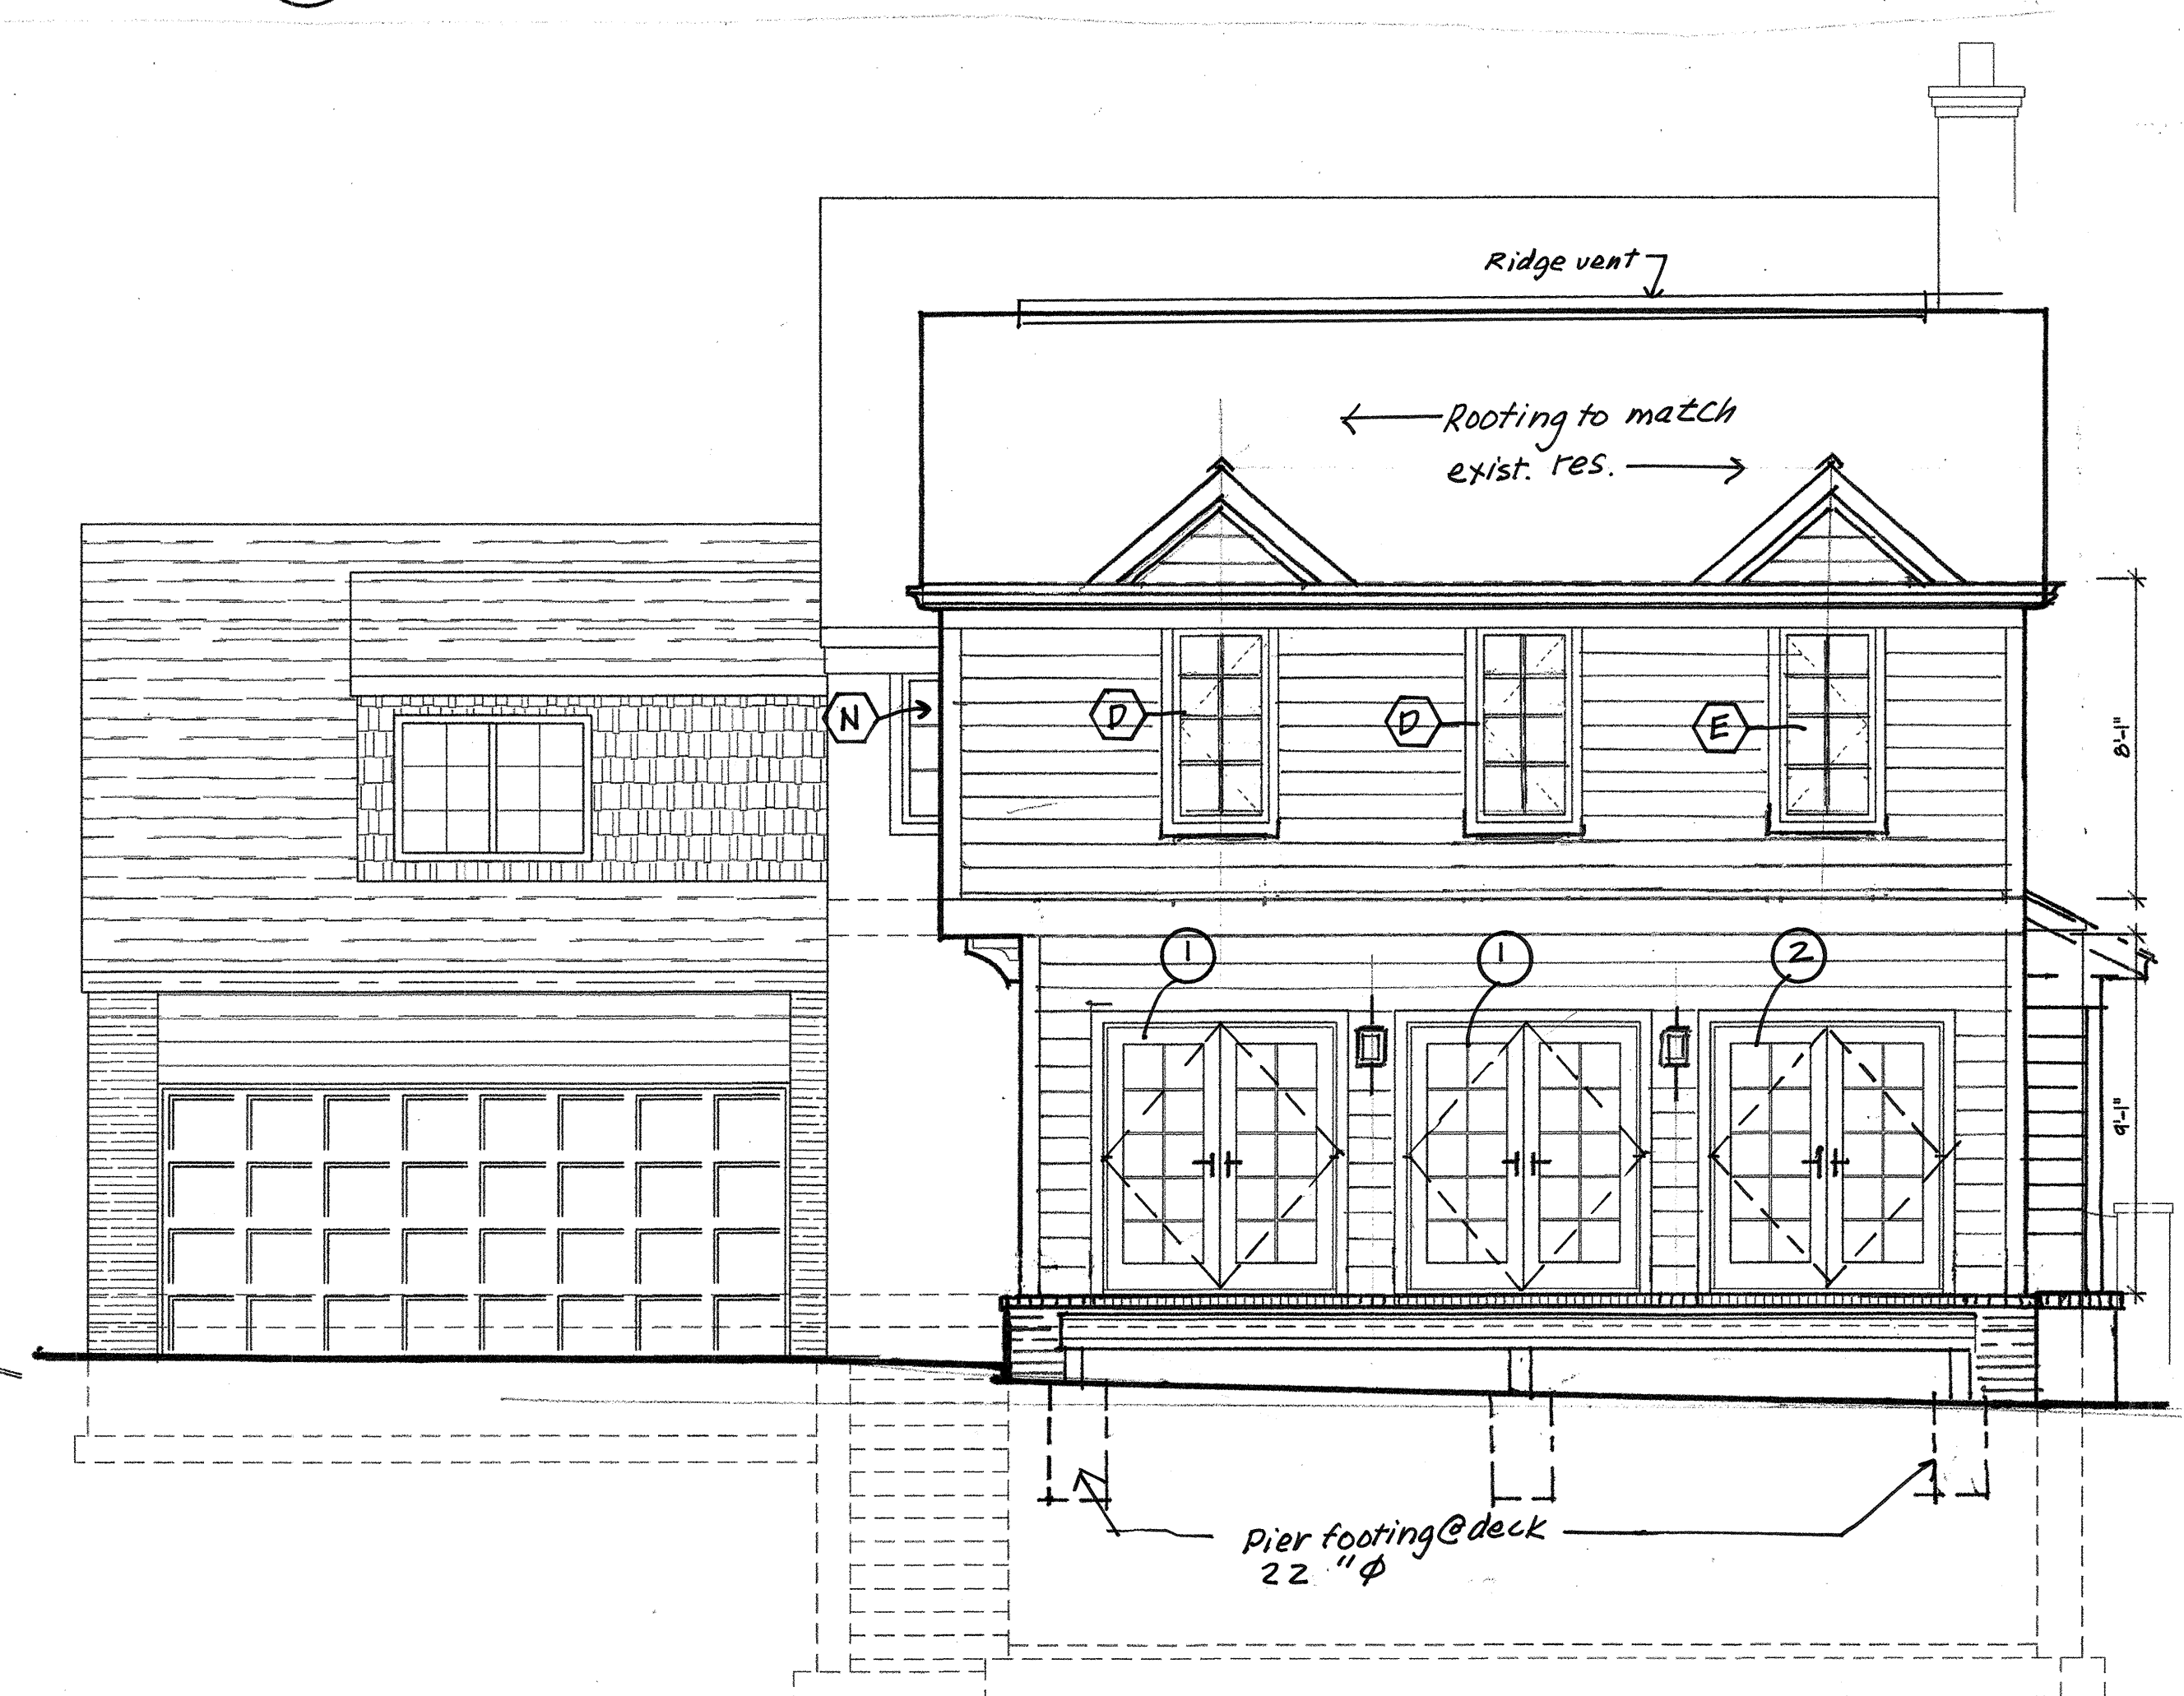 Ridge vent
Roofing to match
exist. res.
N
D
D
E
8'-1"
1
1
2
9'-1"
Pier footing@deck
22 "Ø